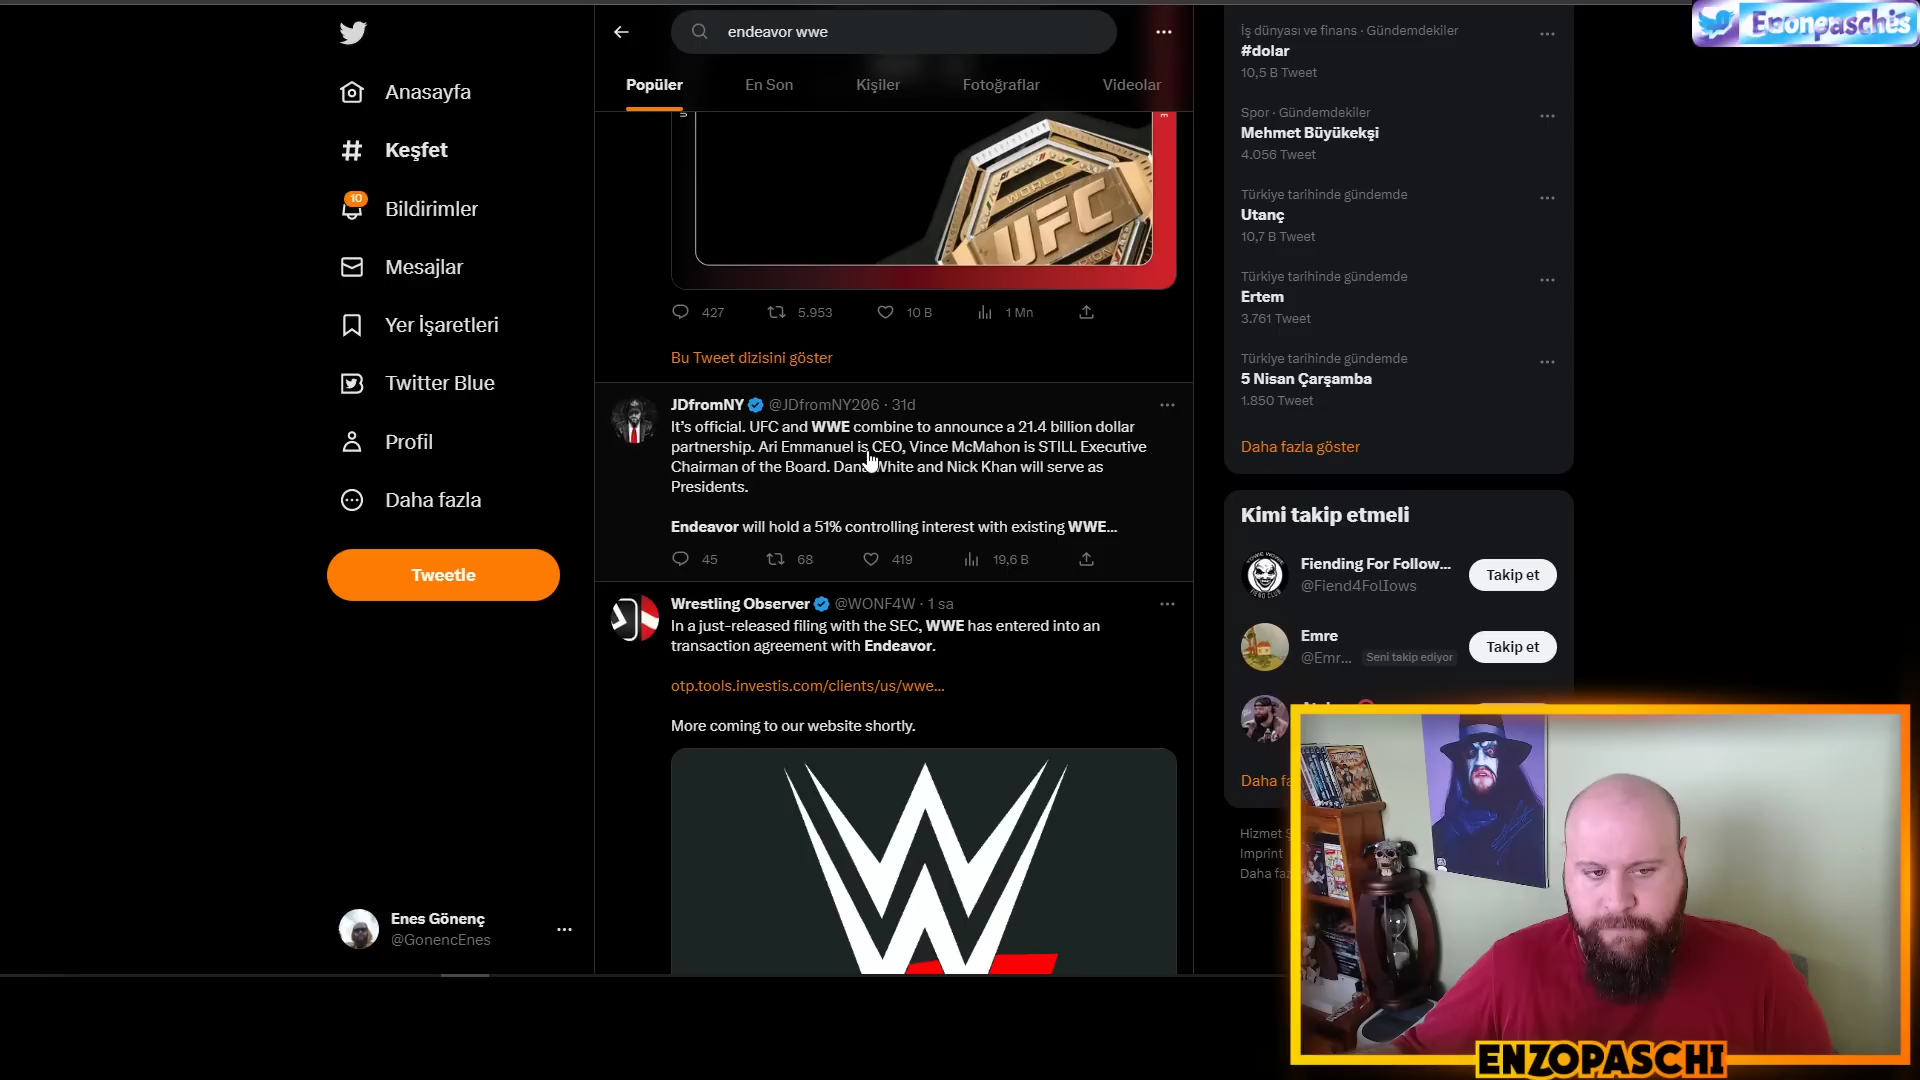 Anasayfa
Keşfet
10
Bildirimler
Mesajlar
Yer İşaretleri
Twitter Blue
Profil
Daha fazla
Tweetle
Enes Gönenç
@GonencEnes
endeavor wwe
Popüler
En Son
Kişiler
Fotoğraflar
Videolar
WORLD
UFC
427
5.953
10 B
1 Mn
Bu Tweet dizisini göster
JDfromNY @JDfromNY206 · 31d
It's official. UFC and WWE combine to announce a 21.4 billion dollar
partnership. Ari Emmanuel is CEO, Vince McMahon is STILL Executive
Chairman of the Board. Dana White and Nick Khan will serve as
Presidents.
Endeavor will hold a 51% controlling interest with existing WWE...
45
68
419
19,6 B
Wrestling Observer @WONF4W · 1 sa
In a just-released filing with the SEC, WWE has entered into an
transaction agreement with Endeavor.
otp.tools.investis.com/clients/us/wwe...
More coming to our website shortly.
İş dünyası ve finans · Gündemdekiler
#dolar
10,5 B Tweet
Spor · Gündemdekiler
Mehmet Büyükekşi
4.056 Tweet
Türkiye tarihinde gündemde
Utanç
10,7 B Tweet
Türkiye tarihinde gündemde
Ertem
3.761 Tweet
Türkiye tarihinde gündemde
5 Nisan Çarşamba
1.850 Tweet
Daha fazla göster
Kimi takip etmeli
Fiending For Follow...
@Fiend4FolIows
Takip et
Emre
@Emr...
Seni takip ediyor
Takip et
Daha fa
Hizmet Ş
Imprint
Daha faz
ENZOPASCHI